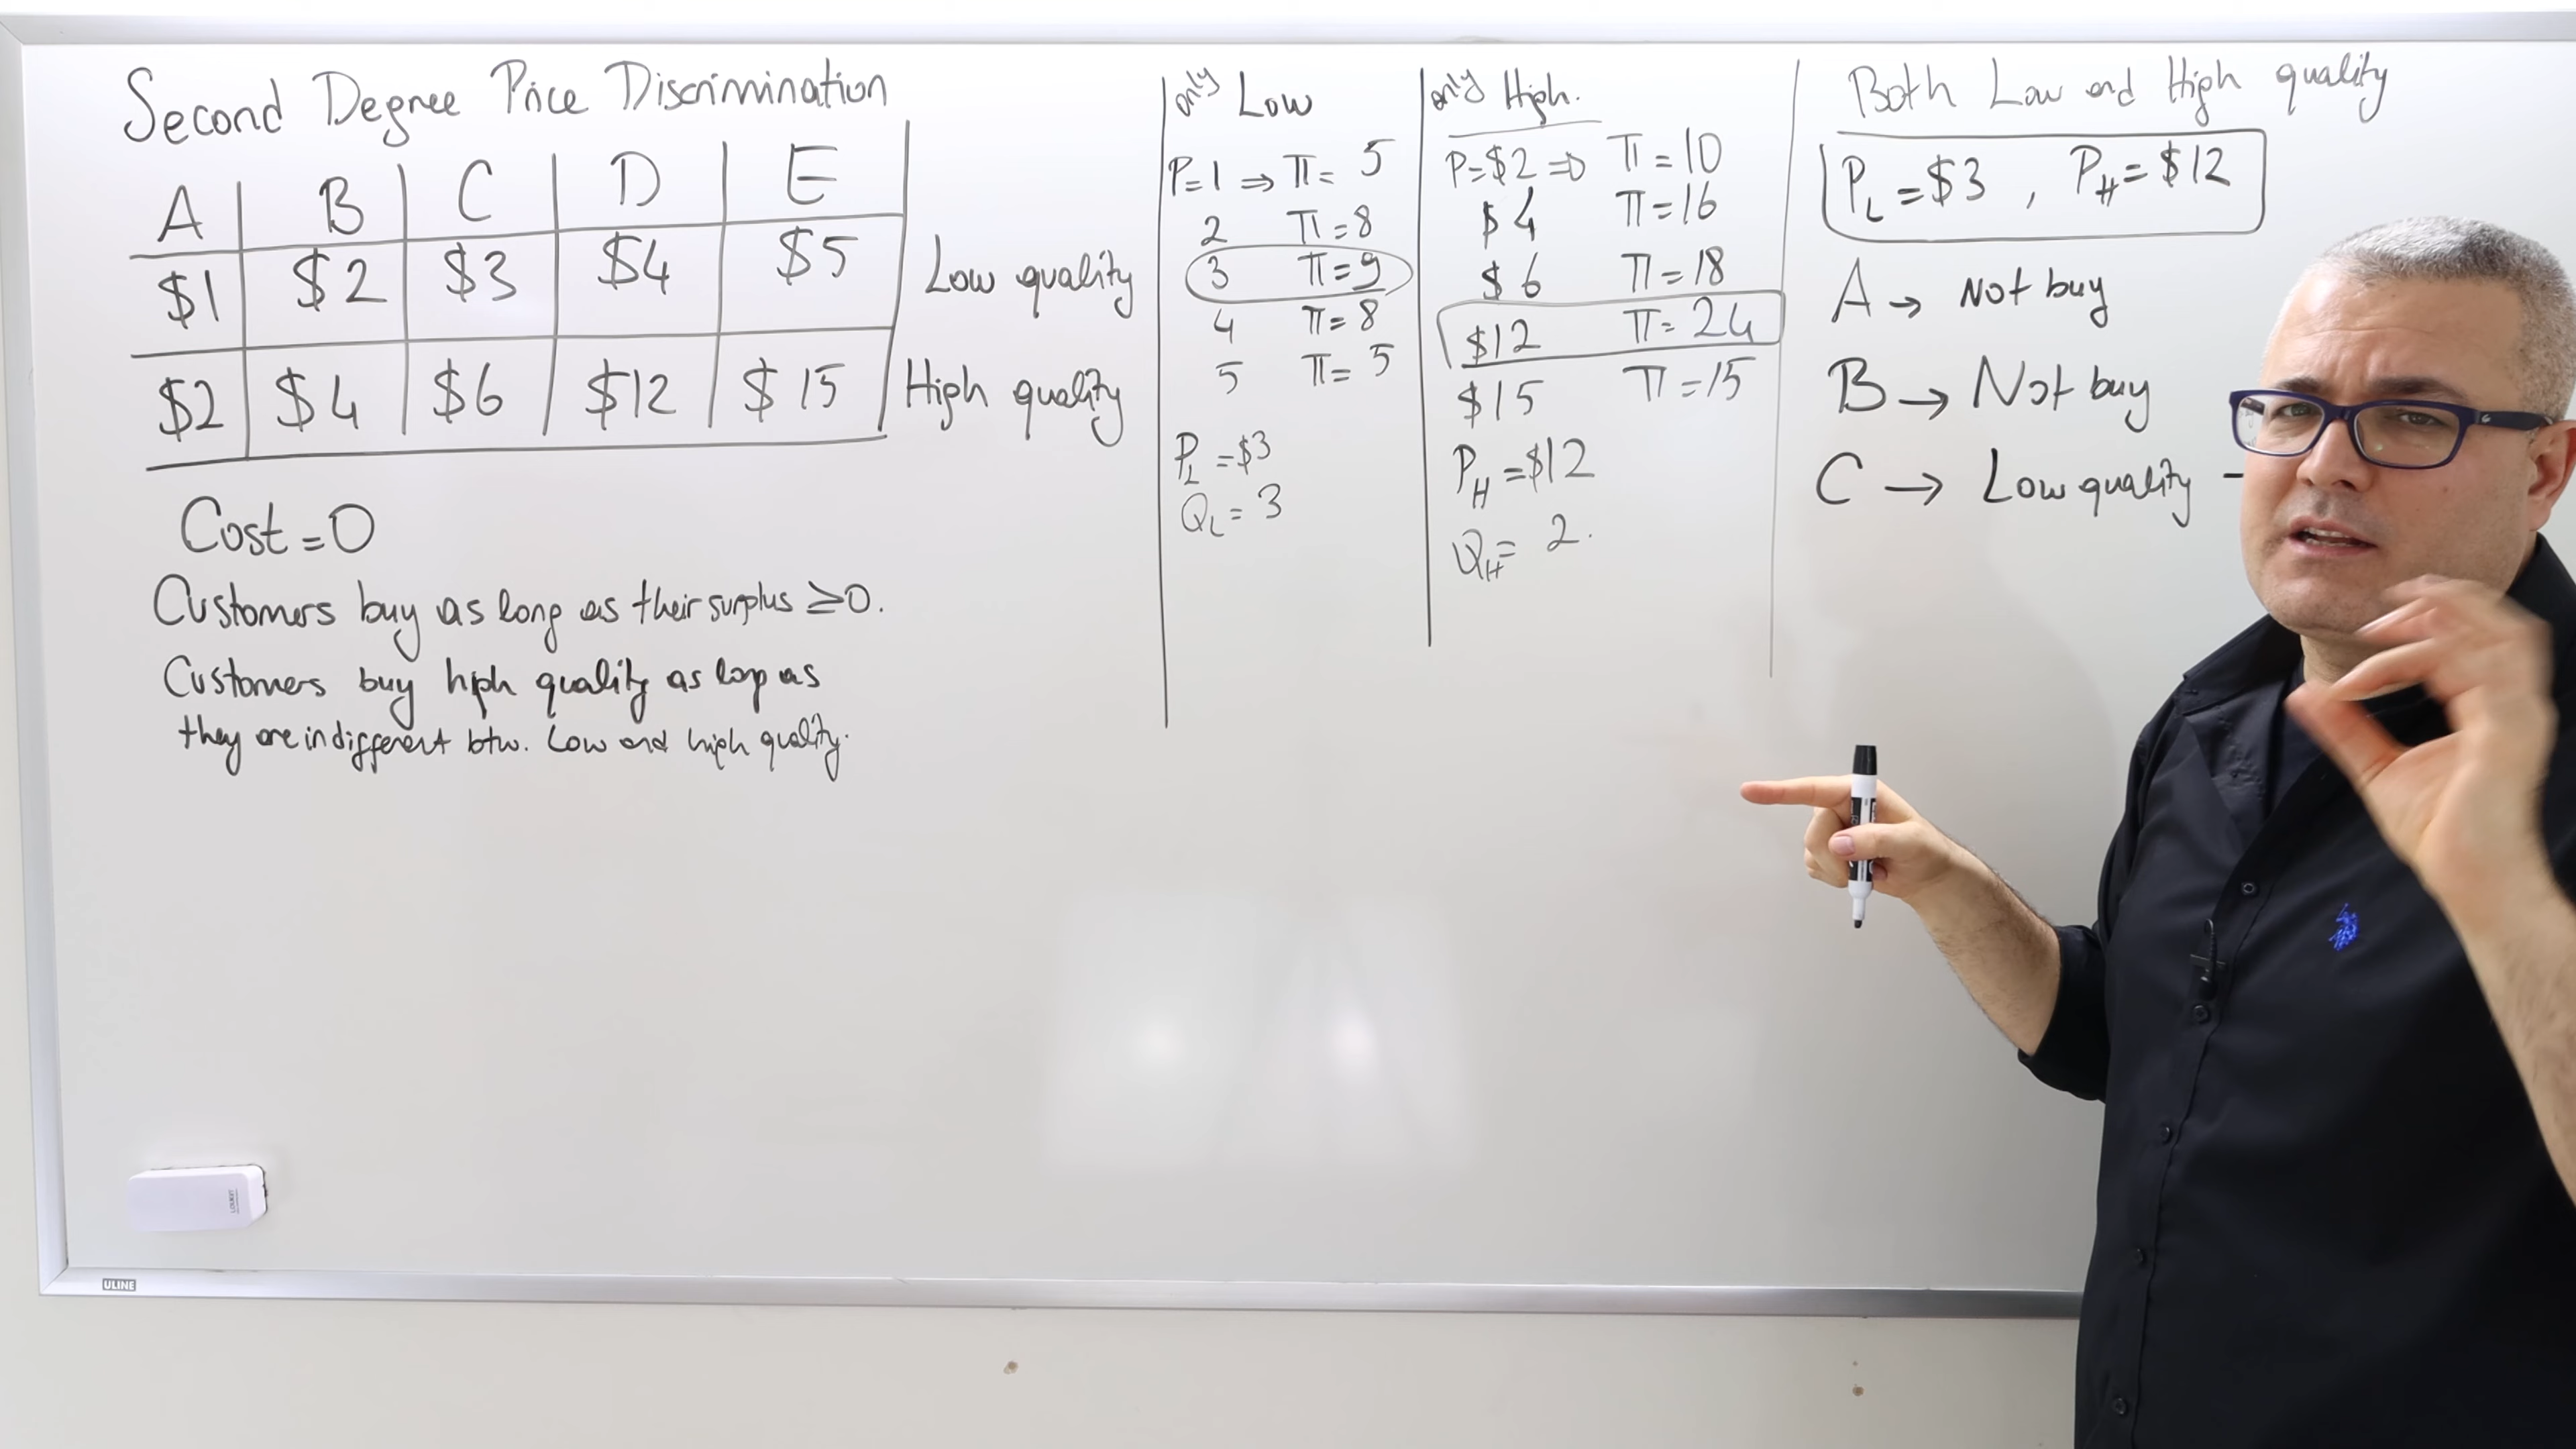 Second Degree Price Discrimination
A B C D E
$1 $2 $3 $4 $5 Low quality
$2 $4 $6 $12 $15 High quality
Cost = 0
Customers buy as long as their surplus ≥ 0.
Customers buy high quality as long as
they are indifferent btw. Low and high quality.
only Low
P=1 ⇒ π= 5
2 π=8
3 π=9
4 π=8
5 π= 5
P_L = $3
Q_L = 3
only High.
P=$2 ⇒ π=10
$4 π=16
$6 π=18
$12 π=24
$15 π=15
P_H = $12
Q_H = 2.
Both Low and High quality
P_L = $3 , P_H = $12
A → Not buy
B → Not buy
C → Low quality –
ULINE